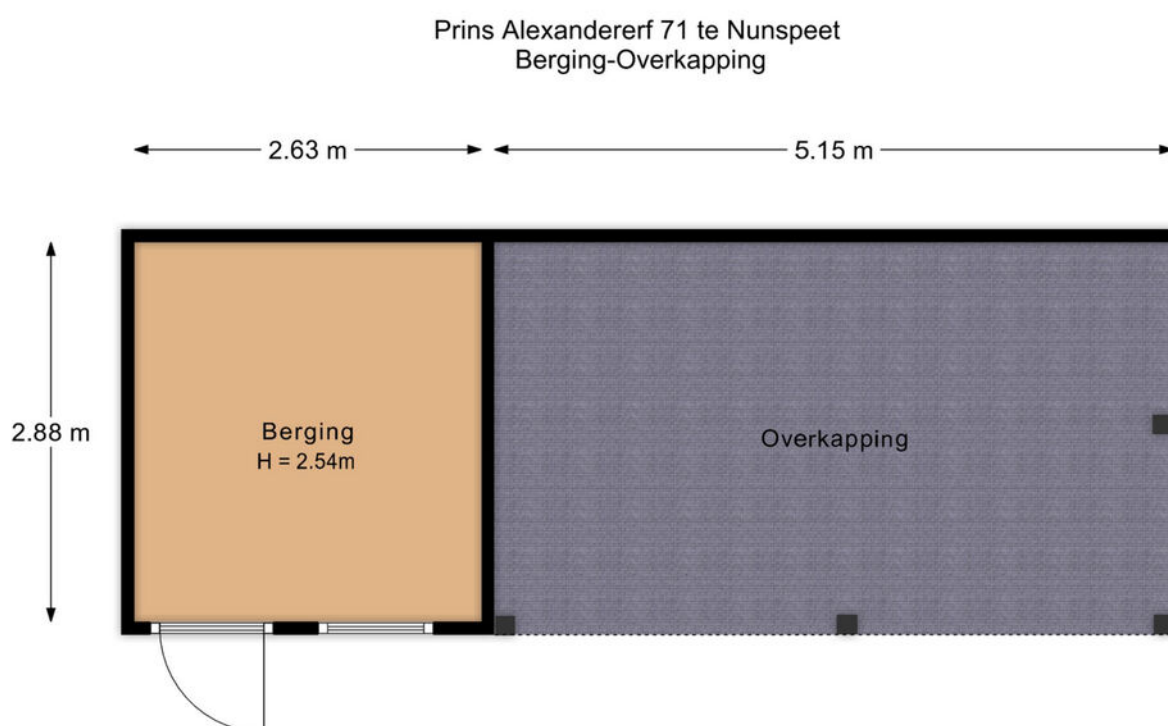 Prins Alexandererf 71 te Nunspeet
Berging-Overkapping
2.63 m
5.15 m
2.88 m
Berging
H = 2.54m
Overkapping